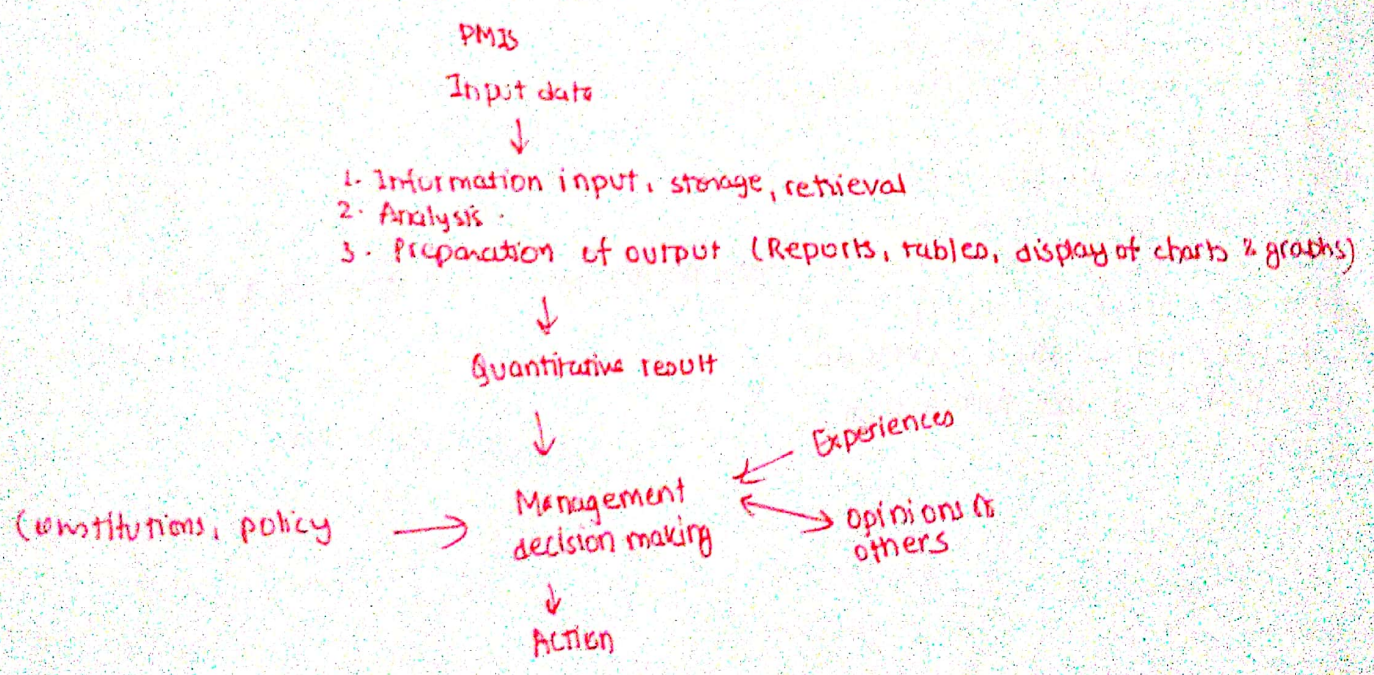 PMIS
Input data
1. Information input, storage, retrieval
2. Analysis.
3. Preparation of output (Reports, tables, display of charts & graphs)
Quantitative result
Experiences
Management
decision making
Constitutions, policy
opinions of
others
Action